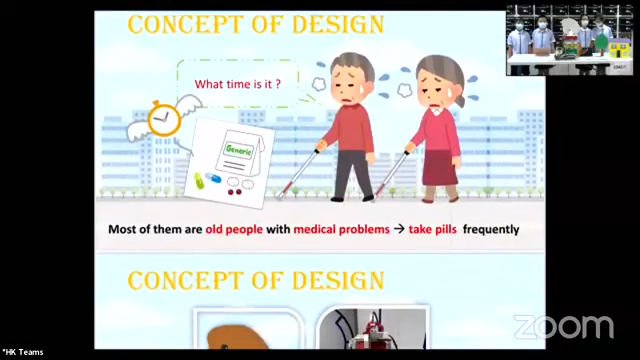 CONCEPT OF DESIGN
What time is it ?
Generic
Most of them are old people with medical problems → take pills frequently
CONCEPT OF DESIGN
zoom
*HK Teams